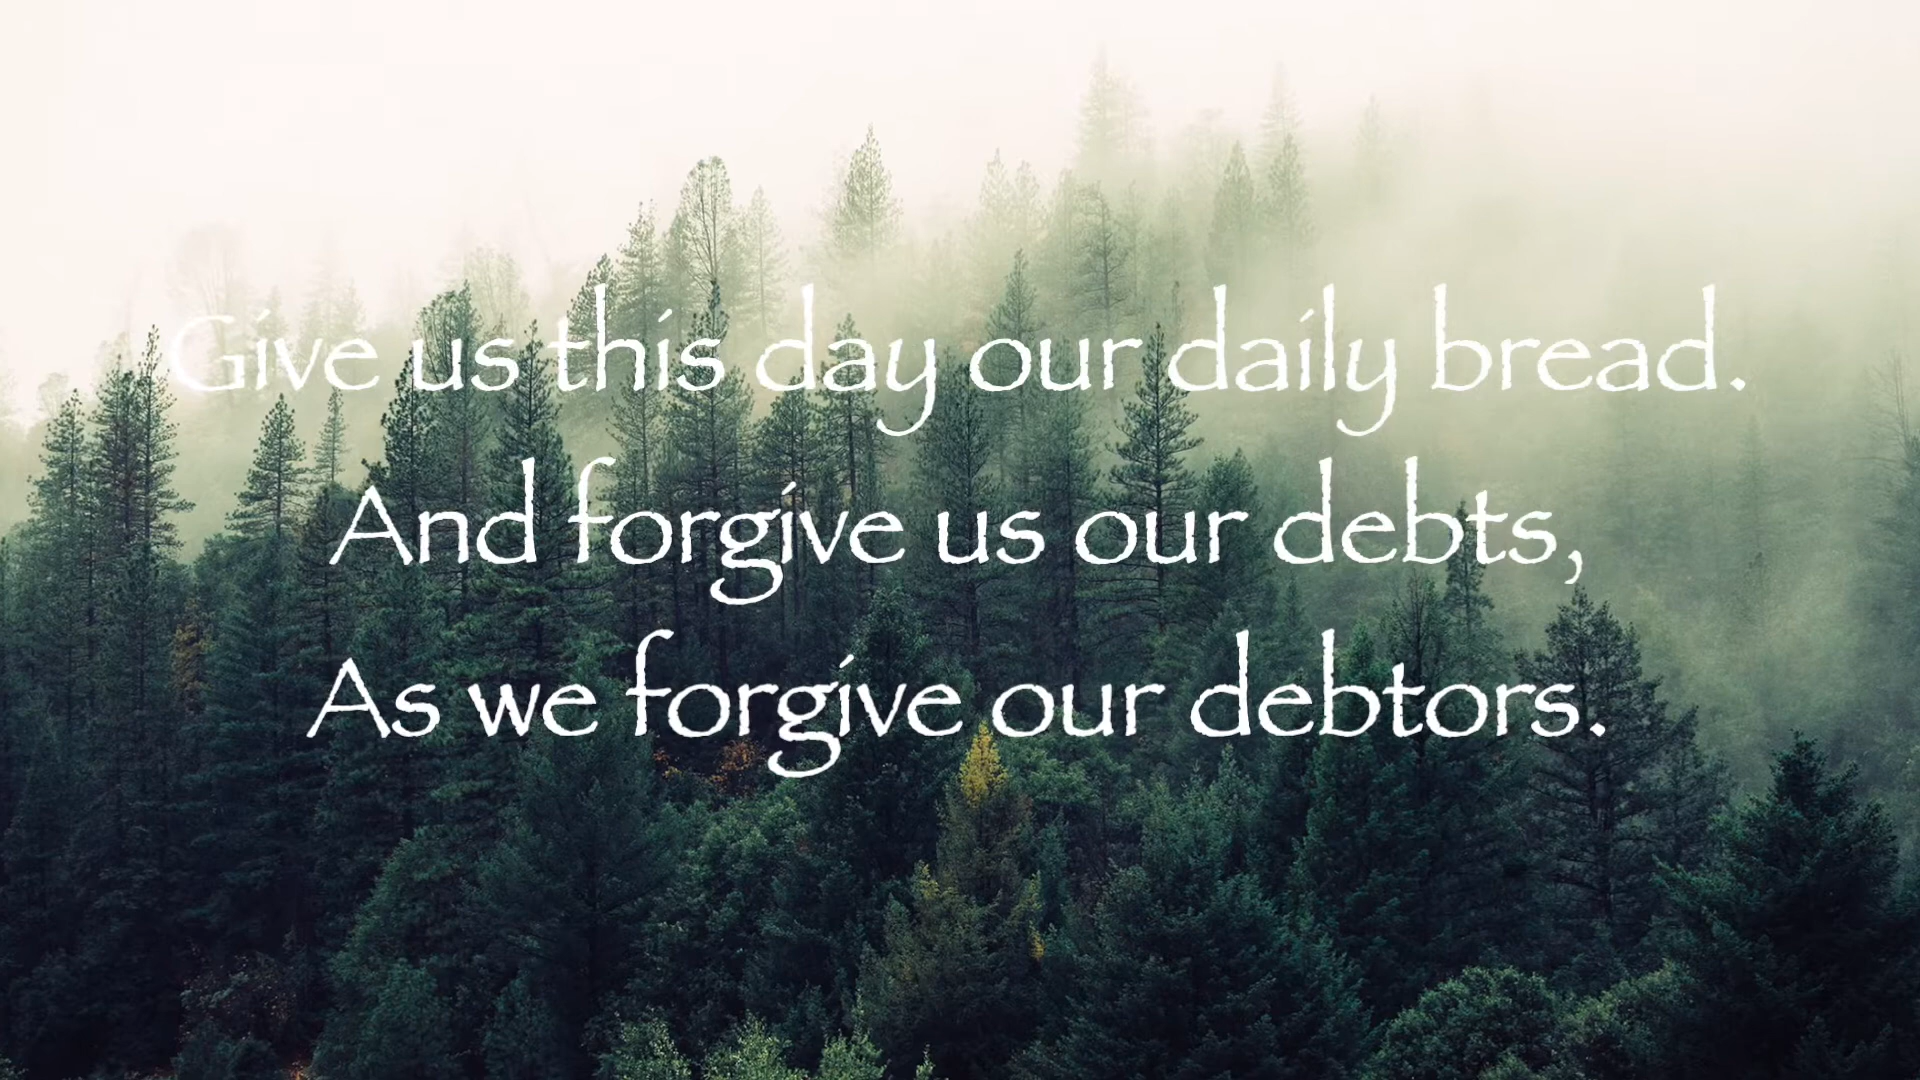 Give us this day our daily bread.
And forgive us our debts,
As we forgive our debtors.